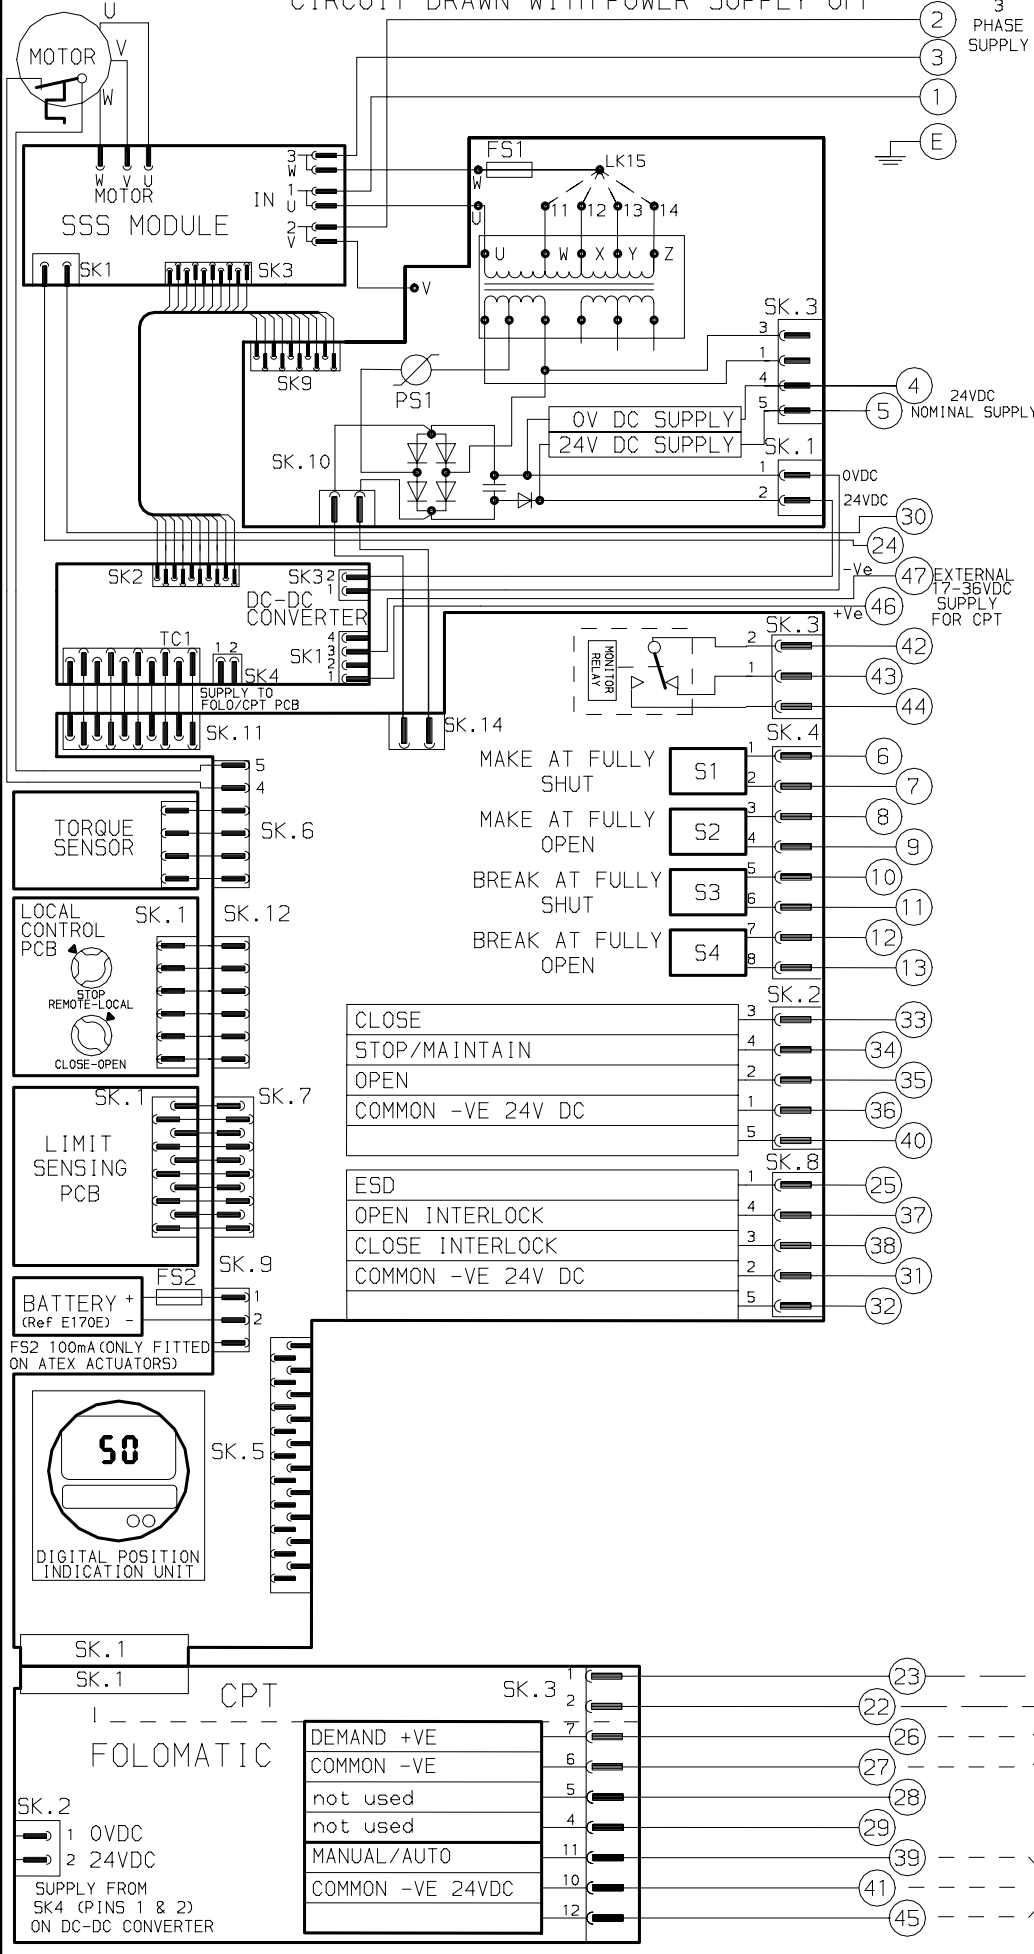 CIRCUIT DRAWN WITH POWER SUPPLY OFF
U
V
W
MOTOR
2
3
1
E
3
PHASE
SUPPLY
W V U
MOTOR
SSS MODULE
IN
3
W
1
U
2
V
SK1
SK3
FS1
LK15
W
U
V
11 12 13 14
U W X Y Z
SK9
PS1
SK.3
3
1
4
5
0V DC SUPPLY
24V DC SUPPLY
4
5
24VDC
NOMINAL SUPPLY
SK.10
SK.1
1
2
0VDC
24VDC
30
24
47
46
-Ve
+Ve
EXTERNAL
17-36VDC
SUPPLY
FOR CPT
SK2
SK3
2
1
DC-DC
CONVERTER
TC1
1 2
SK4
SK1
4
3
2
1
SUPPLY TO
FOLO/CPT PCB
SK.11
SK.14
MONITOR
RELAY
SK.3
2
1
42
43
44
SK.4
MAKE AT FULLY
SHUT
S1
1
2
6
7
MAKE AT FULLY
OPEN
S2
3
4
8
9
BREAK AT FULLY
SHUT
S3
5
6
10
11
BREAK AT FULLY
OPEN
S4
7
8
12
13
5
4
SK.6
TORQUE
SENSOR
LOCAL
CONTROL
PCB
SK.1
SK.12
STOP
REMOTE-LOCAL
CLOSE-OPEN
SK.2
CLOSE 3 33
STOP/MAINTAIN 4 34
OPEN 2 35
COMMON -VE 24V DC 1 36
5 40
SK.1
SK.7
LIMIT
SENSING
PCB
SK.8
ESD 1 25
OPEN INTERLOCK 4 37
CLOSE INTERLOCK 3 38
COMMON -VE 24V DC 2 31
5 32
SK.9
FS2
BATTERY + 1
(Ref E170E) - 2
FS2 100mA(ONLY FITTED
ON ATEX ACTUATORS)
50
DIGITAL POSITION
INDICATION UNIT
SK.5
SK.1
SK.1
CPT
FOLOMATIC
SK.3
1 23
2 22
DEMAND +VE 7 26
COMMON -VE 6 27
not used 5 28
not used 4 29
MANUAL/AUTO 11 39
COMMON -VE 24VDC 10 41
12 45
SK.2
1 0VDC
2 24VDC
SUPPLY FROM
SK4 (PINS 1 & 2)
ON DC-DC CONVERTER